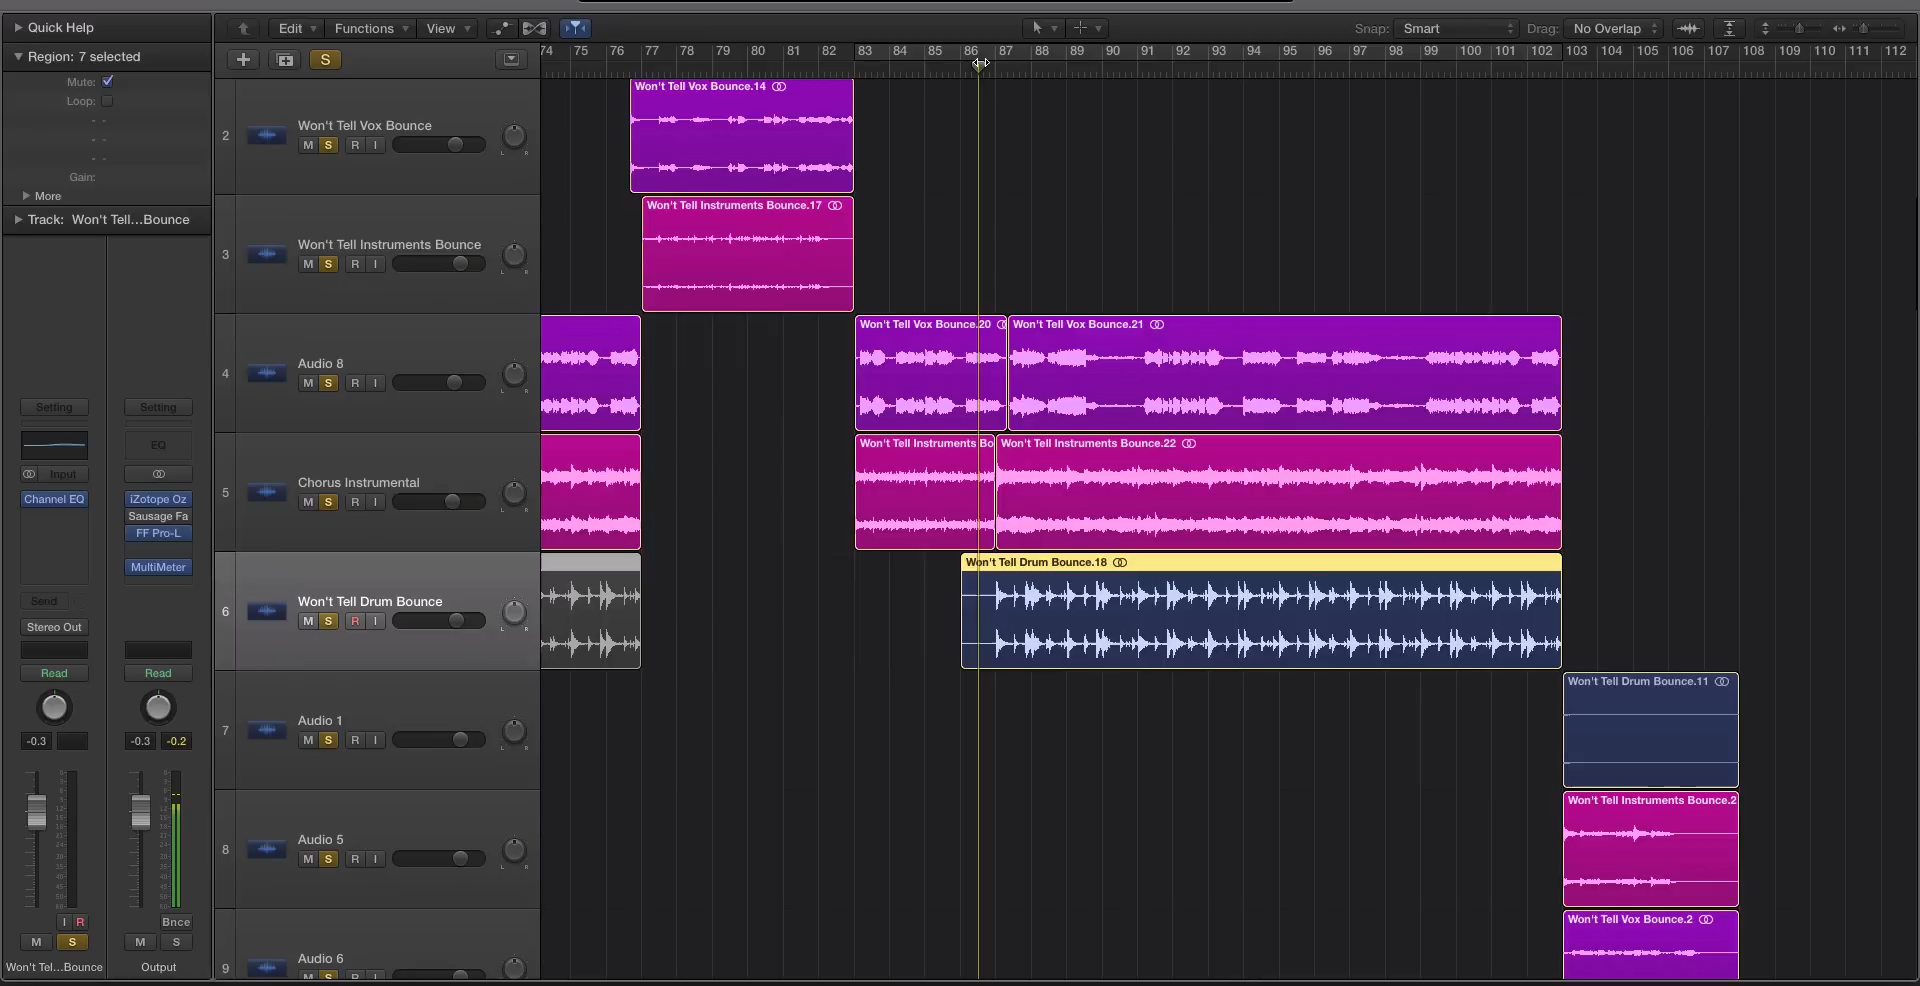 Quick Help
Edit Functions View Snap: Smart Drag: No Overlap
Region: 7 selected
Mute:
Loop:
Gain:
More
Track: Won't Tell...Bounce
S
74 75 76 77 78 79 80 81 82 83 84 85 86 87 88 89 90 91 92 93 94 95 96 97 98 99 100 101 102 103 104 105 106 107 108 109 110 111 112
2 Won't Tell Vox Bounce
M S R I
L R
Won't Tell Vox Bounce.14
3 Won't Tell Instruments Bounce
M S R I
L R
Won't Tell Instruments Bounce.17
4 Audio 8
M S R I
L R
Won't Tell Vox Bounce.20
Won't Tell Vox Bounce.21
5 Chorus Instrumental
M S R I
L R
Won't Tell Instruments Bo
Won't Tell Instruments Bounce.22
6 Won't Tell Drum Bounce
M S R I
L R
Won't Tell Drum Bounce.18
7 Audio 1
M S R I
L R
Won't Tell Drum Bounce.11
8 Audio 5
M S R I
L R
Won't Tell Instruments Bounce.2
9 Audio 6
M S R I
Won't Tell Vox Bounce.2
Setting Setting
EQ
Input
Channel EQ iZotope Oz
Sausage Fa
FF Pro-L
MultiMeter
Send
Stereo Out
Read Read
-0.3 -0.3 -0.2
I R Bnce
M S M S
Won't Tel...Bounce Output